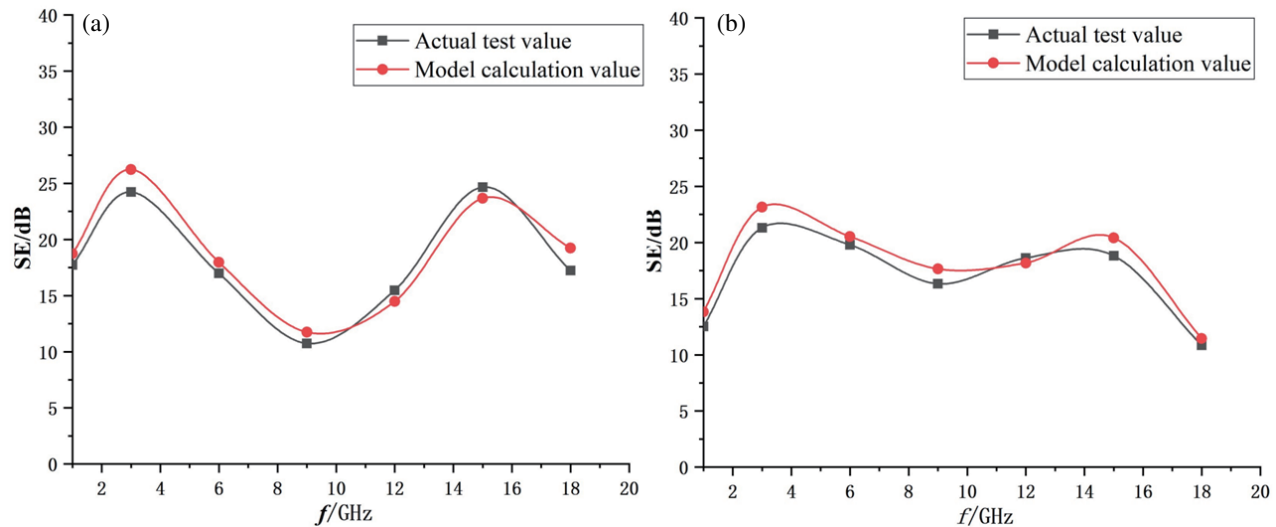 (a)
Actual test value
Model calculation value
SE/dB
40
35
30
25
20
15
10
5
0
2 4 6 8 10 12 14 16 18 20
f/GHz
(b)
Actual test value
Model calculation value
SE/dB
40
35
30
25
20
15
10
5
0
2 4 6 8 10 12 14 16 18 20
f/GHz